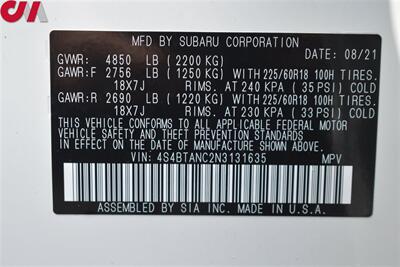 MFD BY SUBARU CORPORATION
DATE: 08/21
GVWR: 4850 LB (2200 KG)
GAWR:F 2756 LB (1250 KG) WITH 225/60R18 100H TIRES.
18X7J RIMS. AT 240 KPA (35 PSI) COLD
GAWR:R 2690 LB (1220 KG) WITH 225/60R18 100H TIRES.
18X7J RIMS. AT 230 KPA (33 PSI) COLD
THIS VEHICLE CONFORMS TO ALL APPLICABLE FEDERAL MOTOR
VEHICLE SAFETY AND THEFT PREVENTION STANDARDS
IN EFFECT ON THE DATE OF MANUFACTURE SHOWN ABOVE.
VIN: 4S4BTANC2N3131635 MPV
ASSEMBLED BY SIA INC. MADE IN U.S.A.